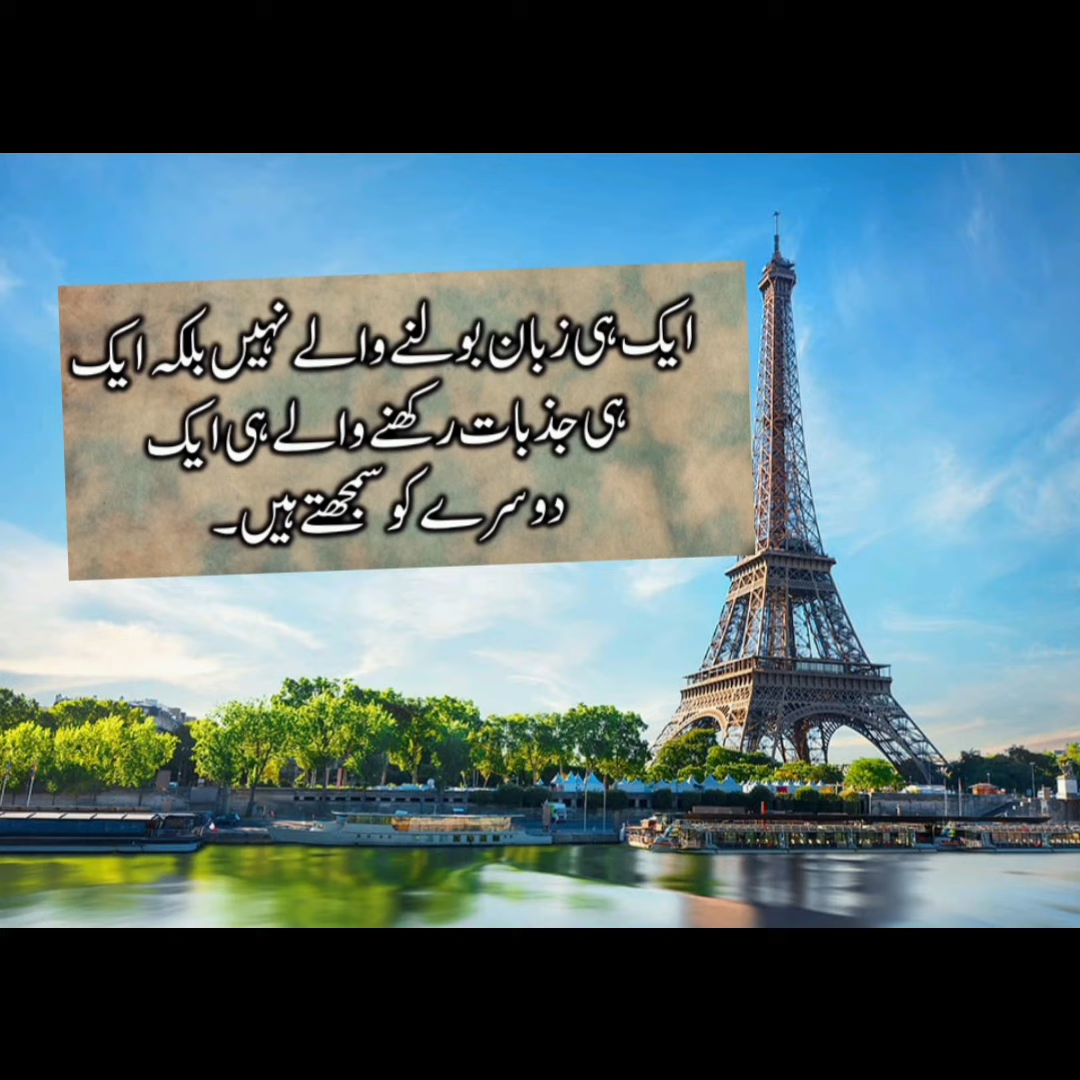 ایک ہی زبان بولنے والے نہیں بلکہ ایک
ہی جذبات رکھنے والے ہی ایک
دوسرے کو سمجھتے ہیں۔